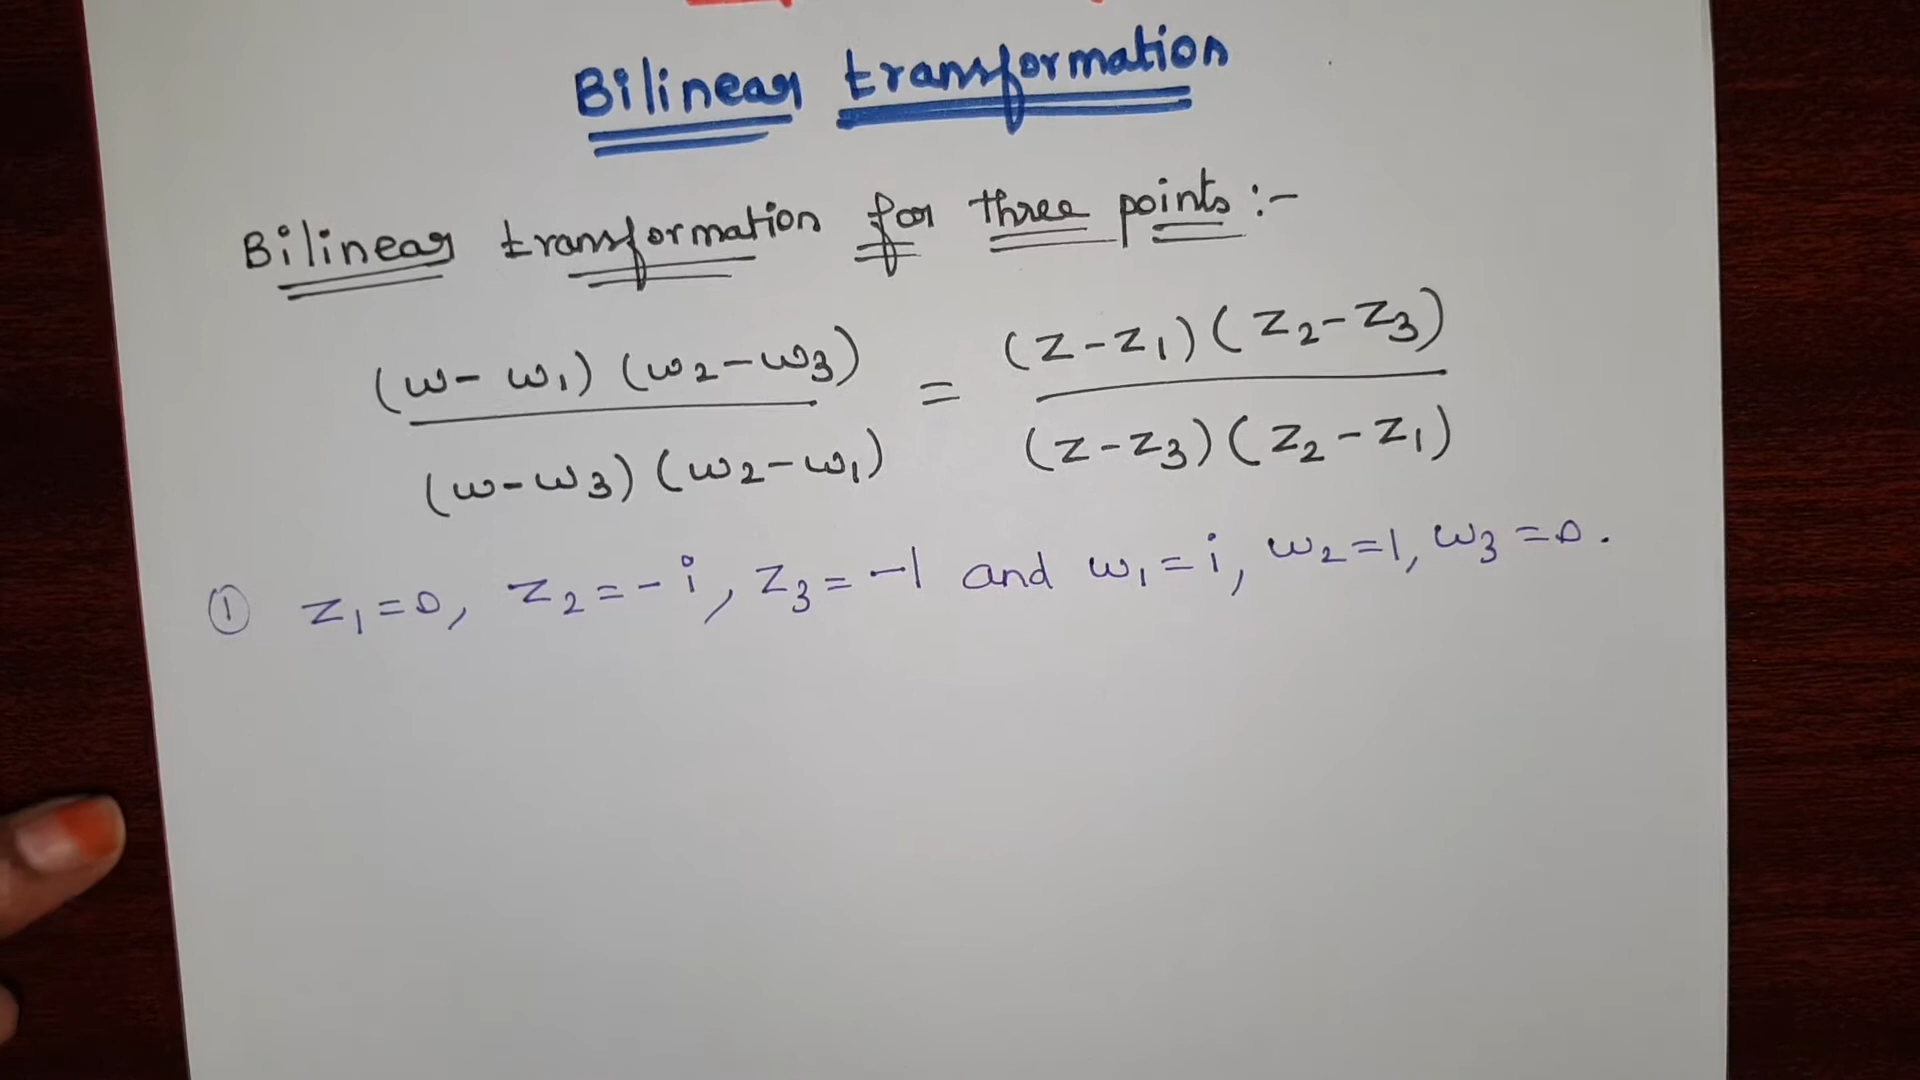 Bilinear transformation
Bilinear transformation for three points :-
(w - w₁) (w₂ - w₃) / (w - w₃) (w₂ - w₁) = (z - z₁) (z₂ - z₃) / (z - z₃) (z₂ - z₁)
① z₁ = 0, z₂ = -i, z₃ = -1 and w₁ = i, w₂ = 1, w₃ = 0.